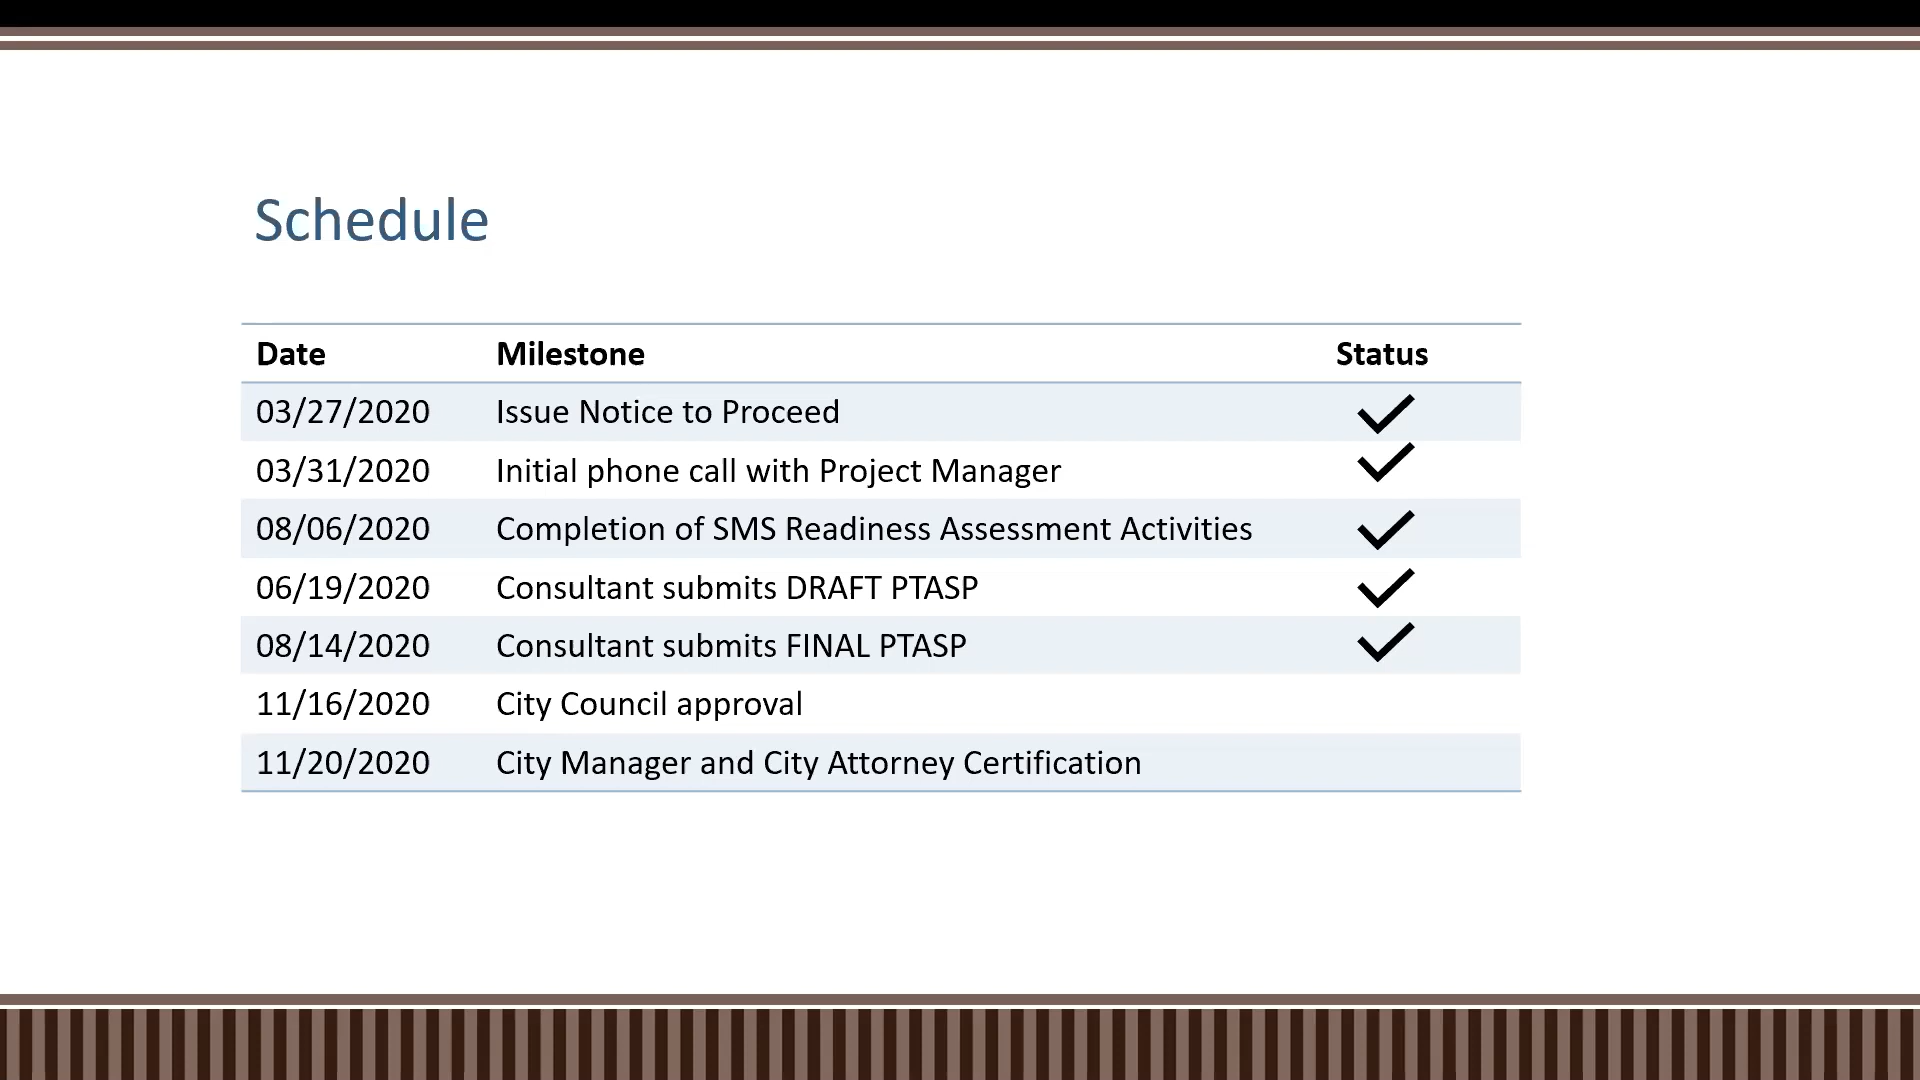 Schedule
Date Milestone Status
03/27/2020 Issue Notice to Proceed ✓
03/31/2020 Initial phone call with Project Manager ✓
08/06/2020 Completion of SMS Readiness Assessment Activities ✓
06/19/2020 Consultant submits DRAFT PTASP ✓
08/14/2020 Consultant submits FINAL PTASP ✓
11/16/2020 City Council approval
11/20/2020 City Manager and City Attorney Certification